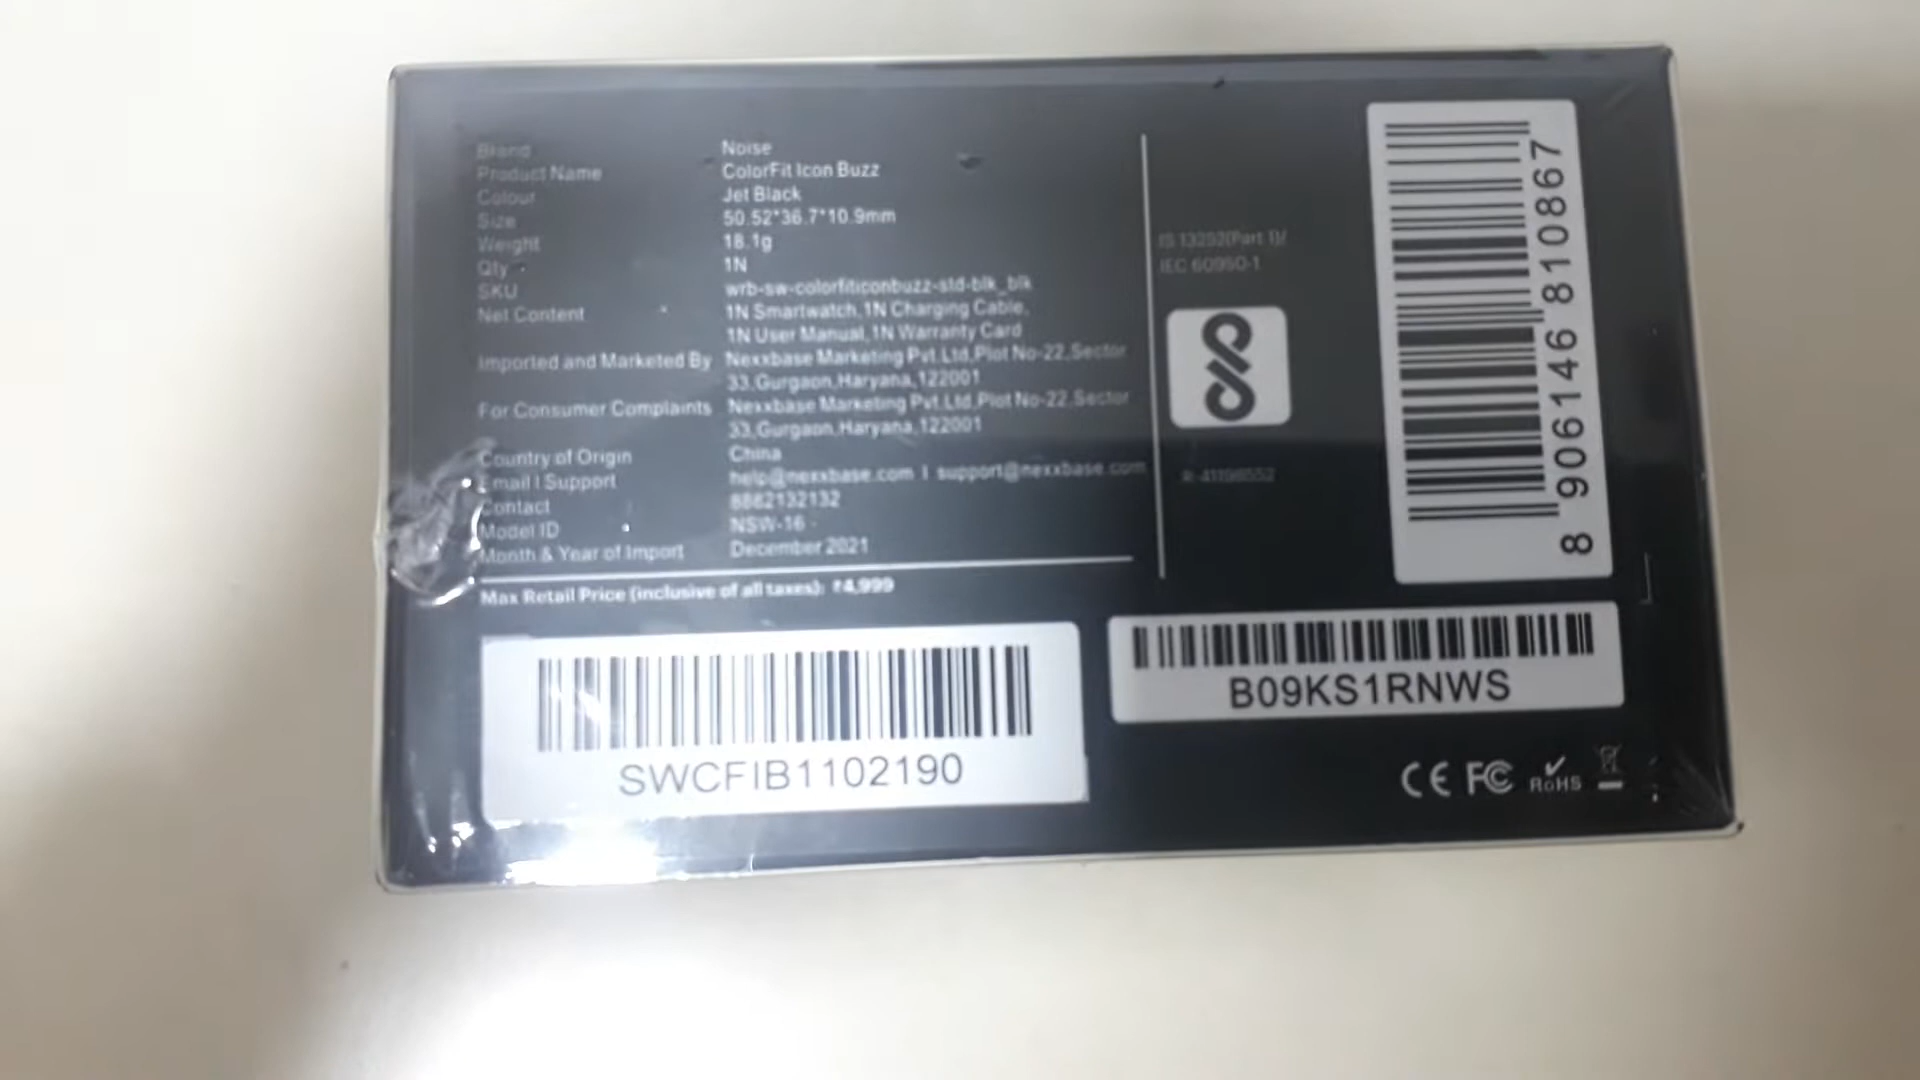 Brand Noise
Product Name ColorFit Icon Buzz
Colour Jet Black
Size 50.52*36.7*10.9mm
Weight 18.1g
Qty 1N
SKU wrb-sw-colorfiticonbuzz-std-blk_blk
Net Content 1N Smartwatch,1N Charging Cable,
1N User Manual,1N Warranty Card
Imported and Marketed By Nexxbase Marketing Pvt.Ltd,Plot No-22,Sector
33,Gurgaon,Haryana,122001
For Consumer Complaints Nexxbase Marketing Pvt.Ltd,Plot No-22,Sector
33,Gurgaon,Haryana,122001
Country of Origin China
Email | Support help@nexxbase.com | support@nexxbase.com
Contact 8882132132
Model ID NSW-16
Month & Year of Import December 2021
Max Retail Price (inclusive of all taxes): ₹4,999
IS 13252(Part 1)/
IEC 60950-1
8 906146 810867
SWCFIB1102190
B09KS1RNWS
CE FC RoHS